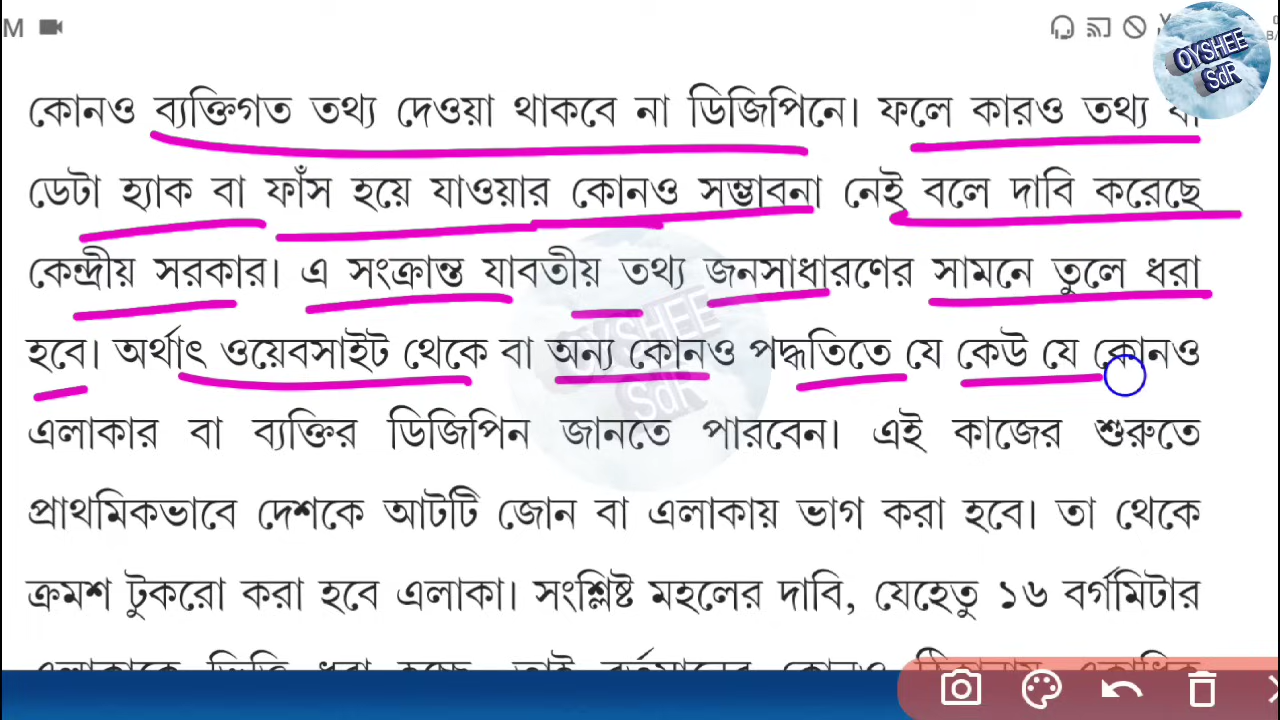 M
OYSHEE
SdR
কোনও ব্যক্তিগত তথ্য দেওয়া থাকবে না ডিজিপিনে। ফলে কারও তথ্য বা
ডেটা হ্যাক বা ফাঁস হয়ে যাওয়ার কোনও সম্ভাবনা নেই বলে দাবি করেছে
কেন্দ্রীয় সরকার। এ সংক্রান্ত যাবতীয় তথ্য জনসাধারণের সামনে তুলে ধরা
হবে। অর্থাৎ ওয়েবসাইট থেকে বা অন্য কোনও পদ্ধতিতে যে কেউ যে কোনও
এলাকার বা ব্যক্তির ডিজিপিন জানতে পারবেন। এই কাজের শুরুতে
প্রাথমিকভাবে দেশকে আটটি জোন বা এলাকায় ভাগ করা হবে। তা থেকে
ক্রমশ টুকরো করা হবে এলাকা। সংশ্লিষ্ট মহলের দাবি, যেহেতু ১৬ বর্গমিটার
OYSHEE
SdR